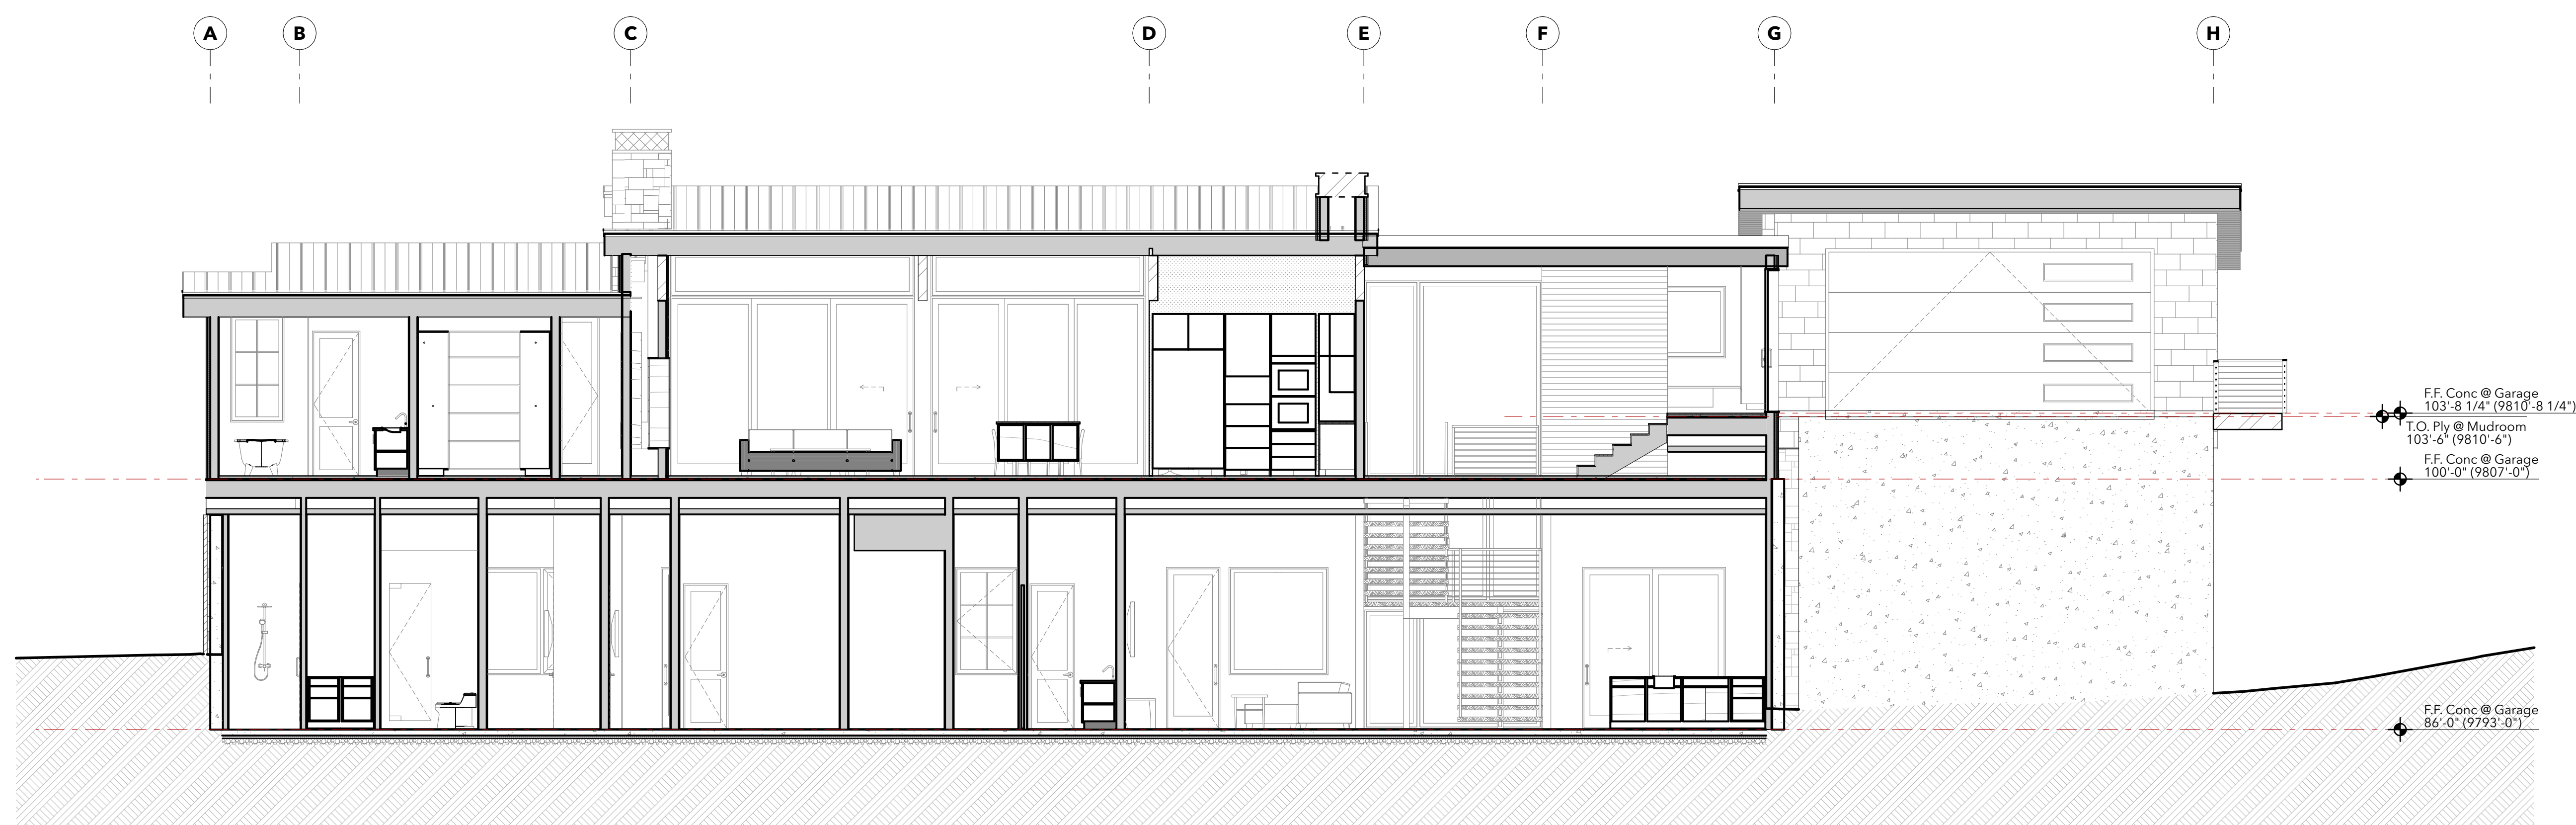 A
B
C
D
E
F
G
H
F.F. Conc @ Garage
103'-8 1/4" (9810'-8 1/4")
T.O. Ply @ Mudroom
103'-6" (9810'-6")
F.F. Conc @ Garage
100'-0" (9807'-0")
F.F. Conc @ Garage
86'-0" (9793'-0")